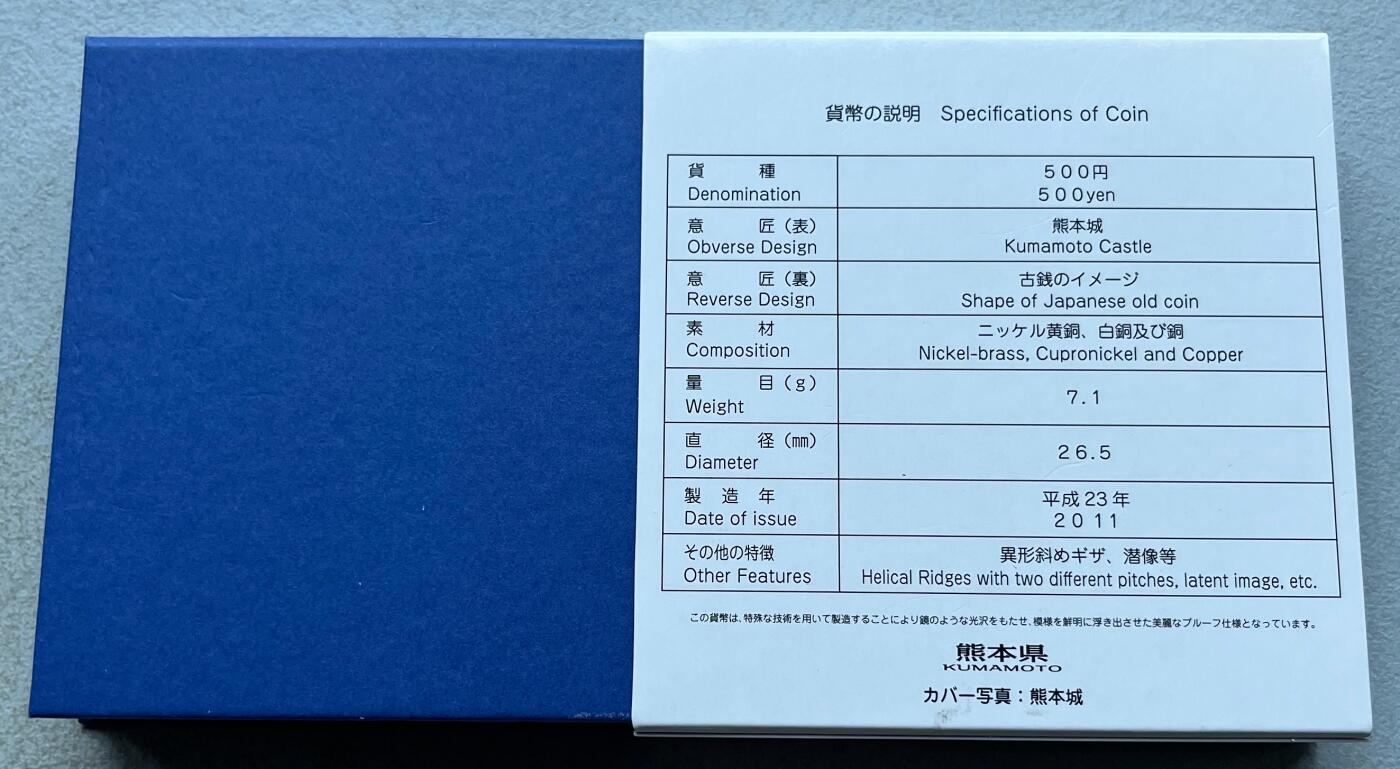 貨幣の説明 Specifications of Coin
貨種 ５００円
Denomination ５００yen
意匠（表） 熊本城
Obverse Design Kumamoto Castle
意匠（裏） 古銭のイメージ
Reverse Design Shape of Japanese old coin
素材 ニッケル黄銅、白銅及び銅
Composition Nickel-brass, Cupronickel and Copper
量目（ｇ） ７.１
Weight
直径（㎜） ２６.５
Diameter
製造年 平成23年
Date of issue ２０１１
その他の特徴 異形斜めギザ、潜像等
Other Features Helical Ridges with two different pitches, latent image, etc.
この貨幣は、特殊な技術を用いて製造することにより鏡のような光沢をもたせ、模様を鮮明に浮き出させた美麗なプルーフ仕様となっています。
熊本県
KUMAMOTO
カバー写真：熊本城